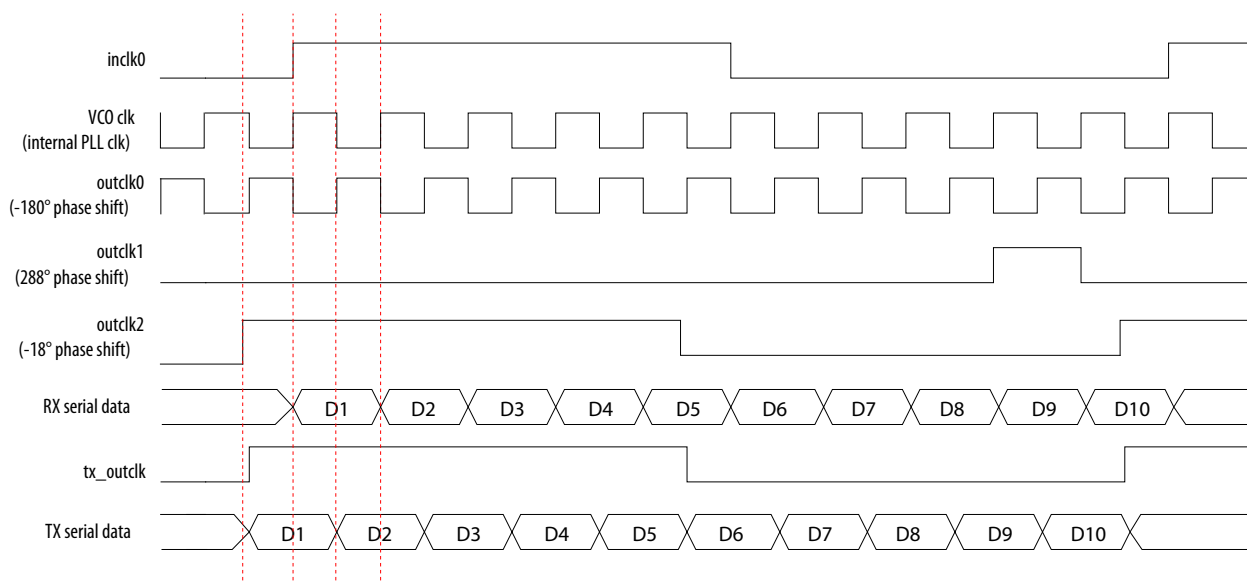 inclk0
VCO clk
(internal PLL clk)
outclk0
(-180° phase shift)
outclk1
(288° phase shift)
outclk2
(-18° phase shift)
RX serial data
D1 D2 D3 D4 D5 D6 D7 D8 D9 D10
tx_outclk
TX serial data
D1 D2 D3 D4 D5 D6 D7 D8 D9 D10